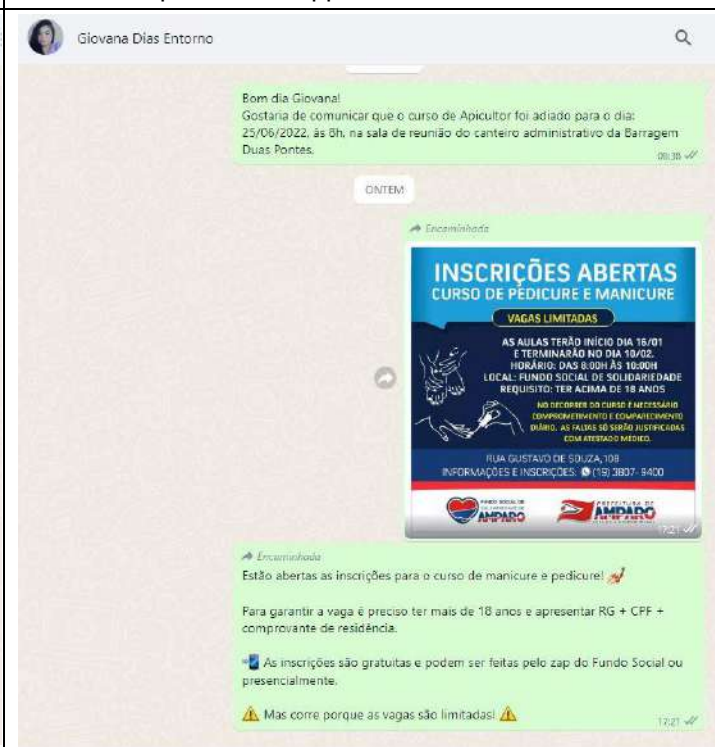 Giovana Dias Entorno
Bom dia Giovana!
Gostaria de comunicar que o curso de Apicultor foi adiado para o dia:
25/06/2022, às 8h, na sala de reunião do canteiro administrativo da Barragem
Duas Pontes.
08:38
ONTEM
Encaminhada
INSCRIÇÕES ABERTAS
CURSO DE PEDICURE E MANICURE
VAGAS LIMITADAS
AS AULAS TERÃO INÍCIO DIA 16/01
E TERMINARÃO NO DIA 10/02.
HORÁRIO: DAS 8:00H ÀS 10:00H
LOCAL: FUNDO SOCIAL DE SOLIDARIEDADE
REQUISITO: TER ACIMA DE 18 ANOS
NO DECORRER DO CURSO É NECESSÁRIO
COMPROMETIMENTO E COMPARECIMENTO
DIÁRIO. AS FALTAS SÓ SERÃO JUSTIFICADAS
COM ATESTADO MÉDICO.
RUA GUSTAVO DE SOUZA, 108
INFORMAÇÕES E INSCRIÇÕES: (19) 3807-9400
FUNDO SOCIAL DE
AMPARO
PREFEITURA DE
AMPARO
17:21
Encaminhada
Estão abertas as inscrições para o curso de manicure e pedicure! 💅
Para garantir a vaga é preciso ter mais de 18 anos e apresentar RG + CPF +
comprovante de residência.
📲 As inscrições são gratuitas e podem ser feitas pelo zap do Fundo Social ou
presencialmente.
⚠️ Mas corre porque as vagas são limitadas! ⚠️
17:21